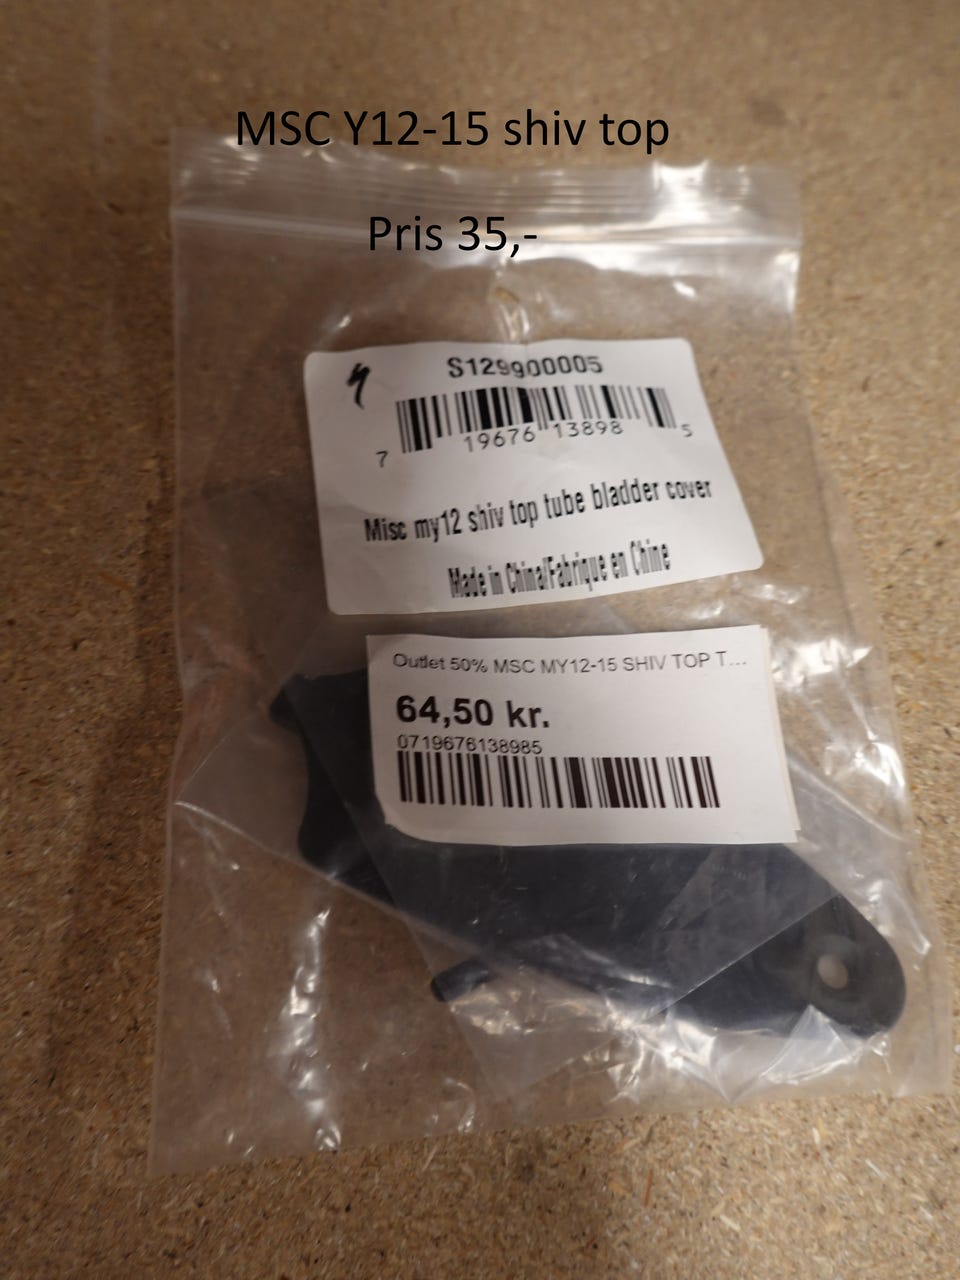 MSC Y12-15 shiv top
Pris 35,-
S129900005
7 19676 13898 5
Misc my12 shiv top tube bladder cover
Made in China/Fabrique en Chine
Outlet 50% MSC MY12-15 SHIV TOP T...
64,50 kr.
0719676138985